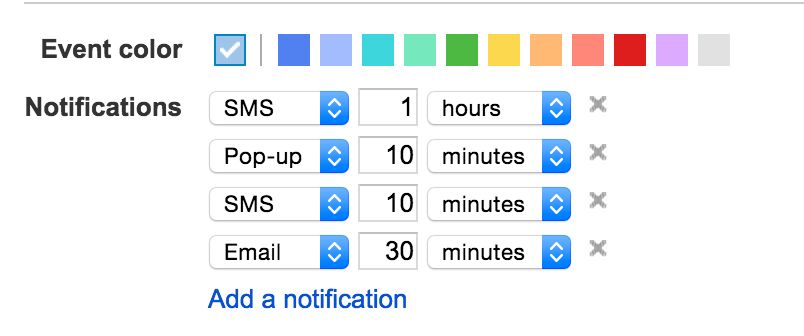 Event color
Notifications SMS 1 hours
Pop-up 10 minutes
SMS 10 minutes
Email 30 minutes
Add a notification